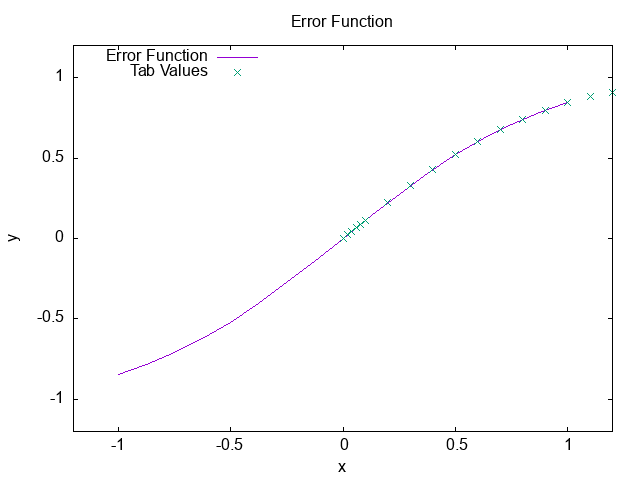 Error Function
Error Function
Tab Values
1
0.5
0
-0.5
-1
y
-1 -0.5 0 0.5 1
x